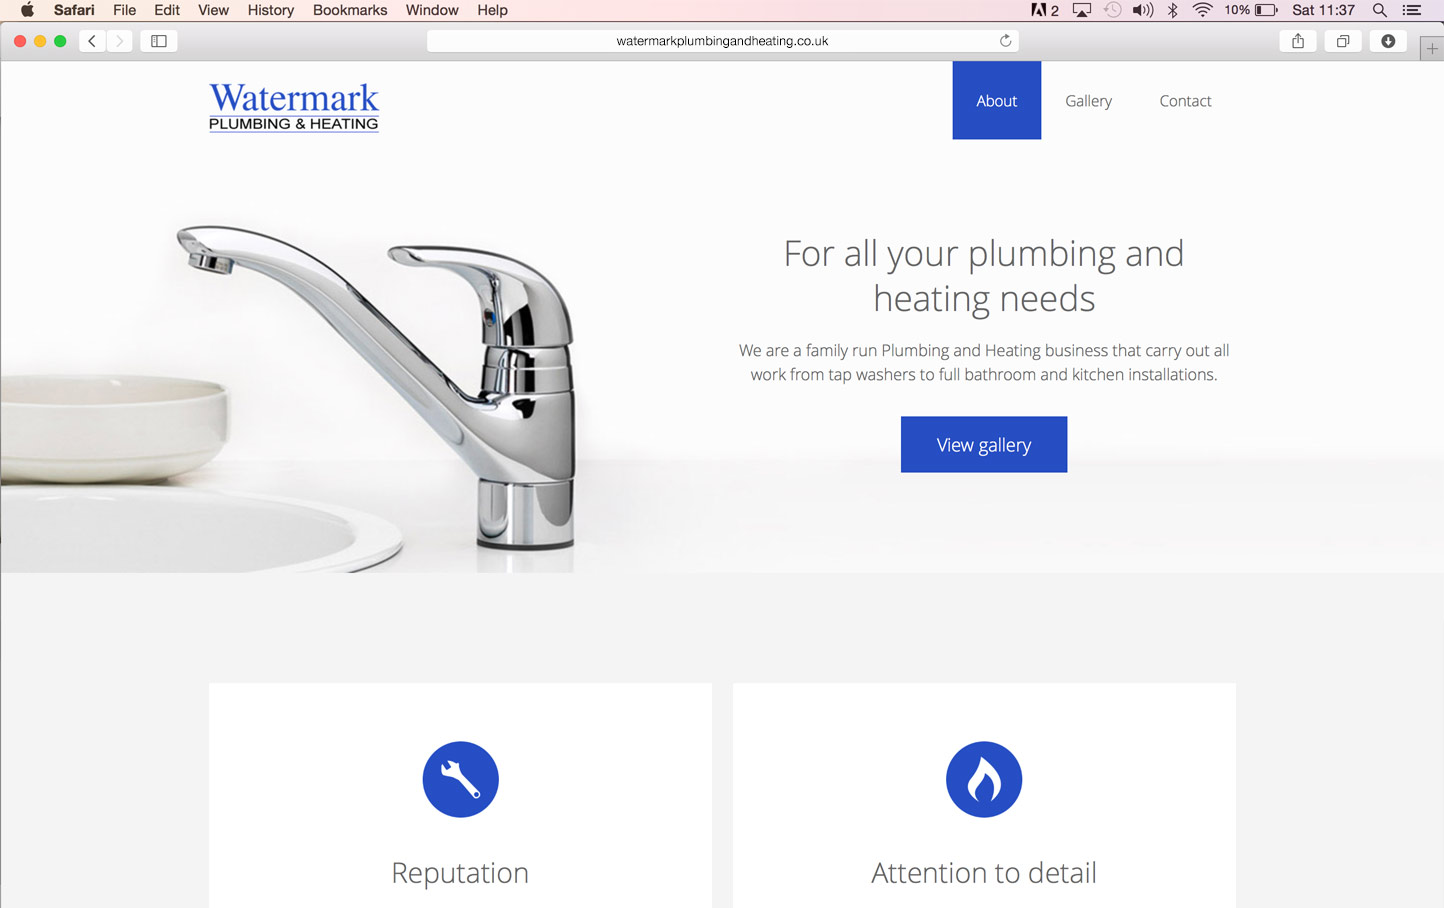 Safari File Edit View History Bookmarks Window Help 2 10% Sat 11:37
watermarkplumbingandheating.co.uk
Watermark
PLUMBING & HEATING
About Gallery Contact
For all your plumbing and
heating needs
We are a family run Plumbing and Heating business that carry out all
work from tap washers to full bathroom and kitchen installations.
View gallery
Reputation
Attention to detail